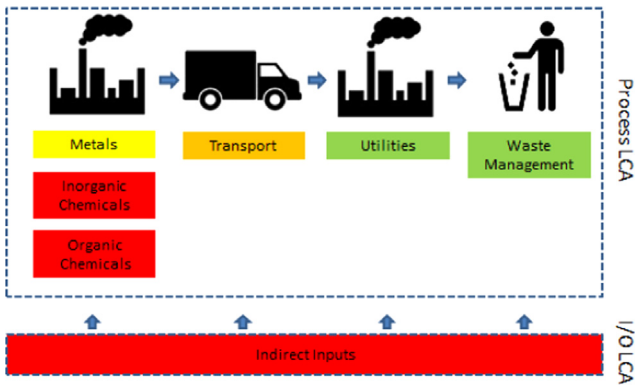 Metals
Transport
Utilities
Waste
Management
Inorganic
Chemicals
Organic
Chemicals
Process LCA
Indirect Inputs
I/O LCA